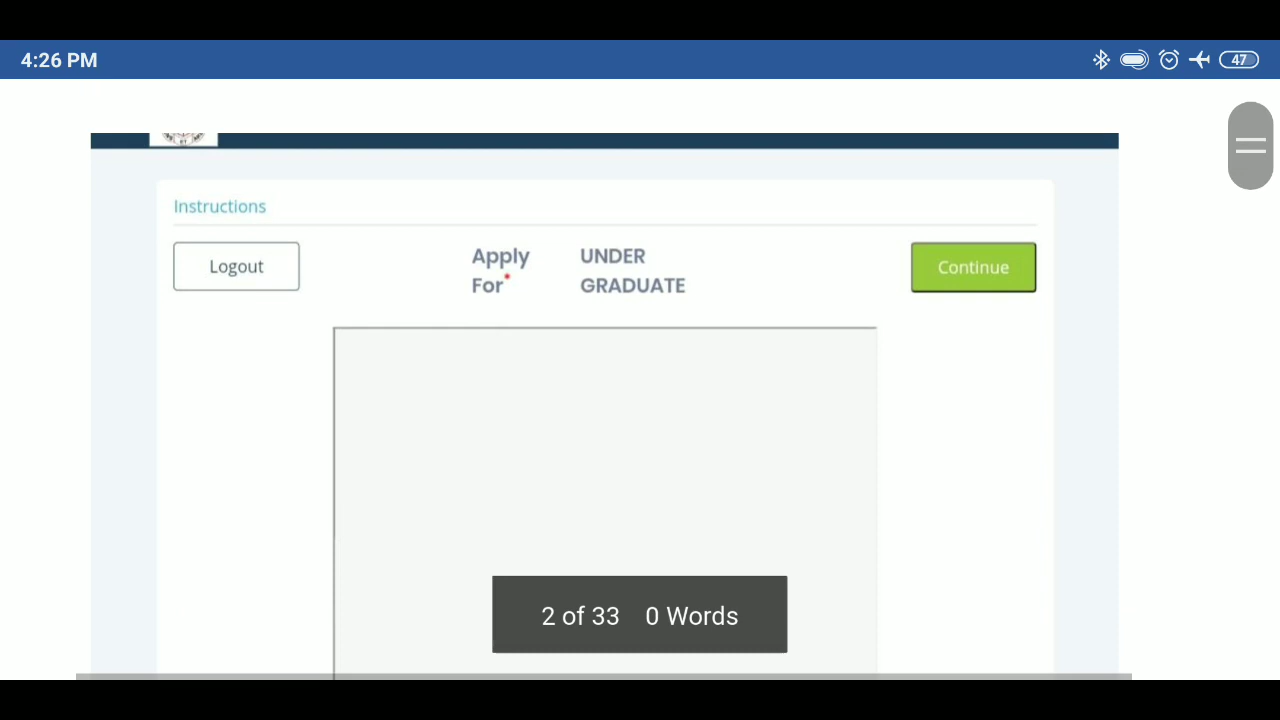 4:26 PM
47
Instructions
Logout
Apply
For*
UNDER
GRADUATE
Continue
2 of 33 0 Words